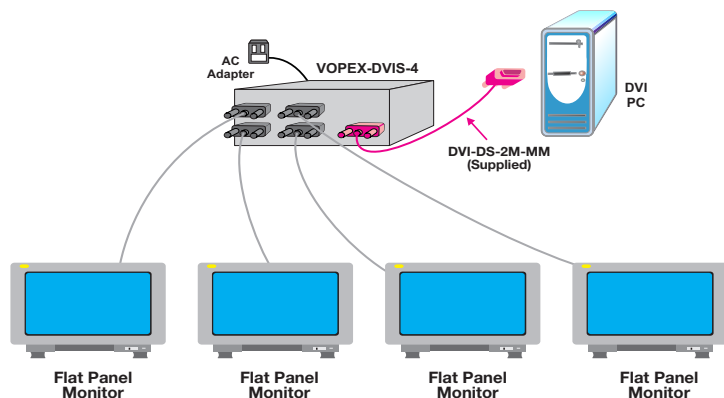 AC
Adapter
VOPEX-DVIS-4
DVI
PC
DVI-DS-2M-MM
(Supplied)
Flat Panel
Monitor
Flat Panel
Monitor
Flat Panel
Monitor
Flat Panel
Monitor